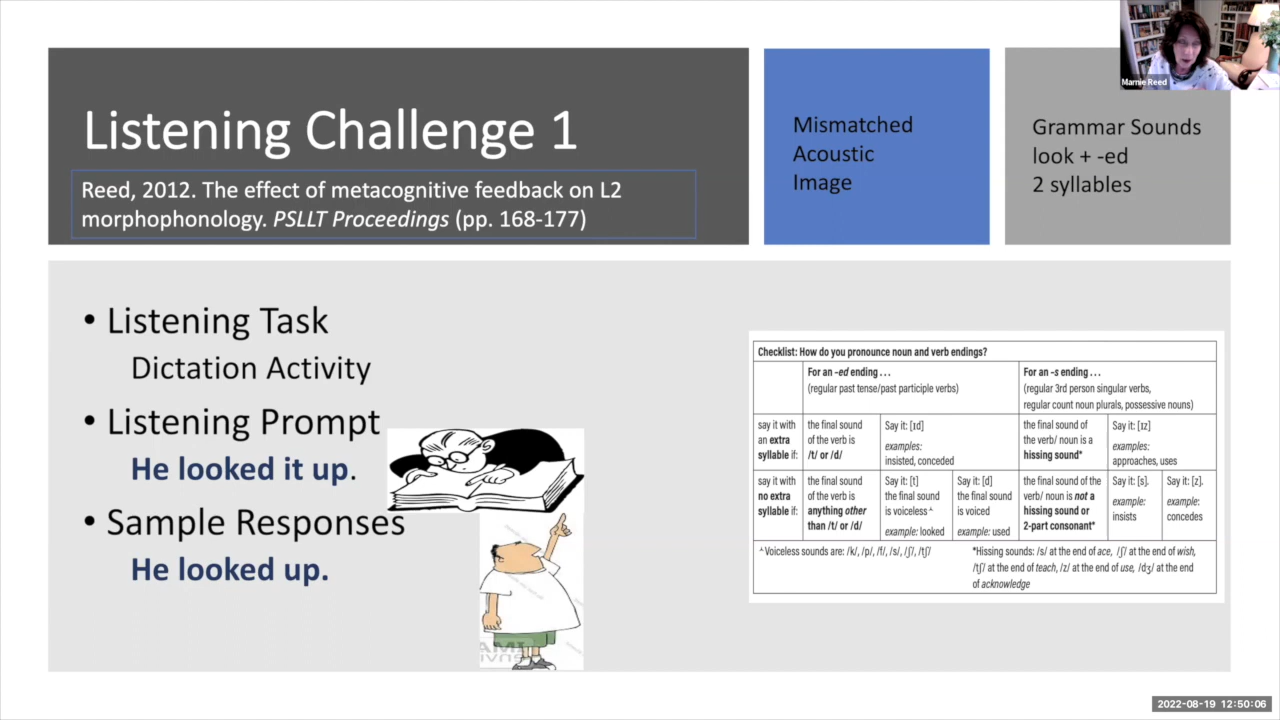 Marnie Reed
Listening Challenge 1
Reed, 2012. The effect of metacognitive feedback on L2
morphophonology. PSLLT Proceedings (pp. 168-177)
Mismatched
Acoustic
Image
Grammar Sounds
look + -ed
2 syllables
• Listening Task
Dictation Activity
• Listening Prompt
He looked it up.
• Sample Responses
He looked up.
Checklist: How do you pronounce noun and verb endings?
For an -ed ending . . .
(regular past tense/past participle verbs)
For an -s ending . . .
(regular 3rd person singular verbs,
regular count noun plurals, possessive nouns)
say it with
an extra
syllable if:
the final sound
of the verb is
/t/ or /d/
Say it: [ɪd]
examples:
insisted, conceded
the final sound of
the verb/ noun is a
hissing sound*
Say it: [ɪz]
examples:
approaches, uses
say it with
no extra
syllable if:
the final sound
of the verb is
anything other
than /t/ or /d/
Say it: [t]
the final sound
is voiceless^
example: looked
Say it: [d]
the final sound
is voiced
example: used
the final sound of the
verb/ noun is not a
hissing sound or
2-part consonant*
Say it: [s].
example:
insists
Say it: [z].
example:
concedes
^Voiceless sounds are: /k/, /p/, /f/, /s/, /ʃ/, /tʃ/
*Hissing sounds: /s/ at the end of ace, /ʃ/ at the end of wish,
/tʃ/ at the end of teach, /z/ at the end of use, /dʒ/ at the end
of acknowledge
2022-08-19 12:50:06